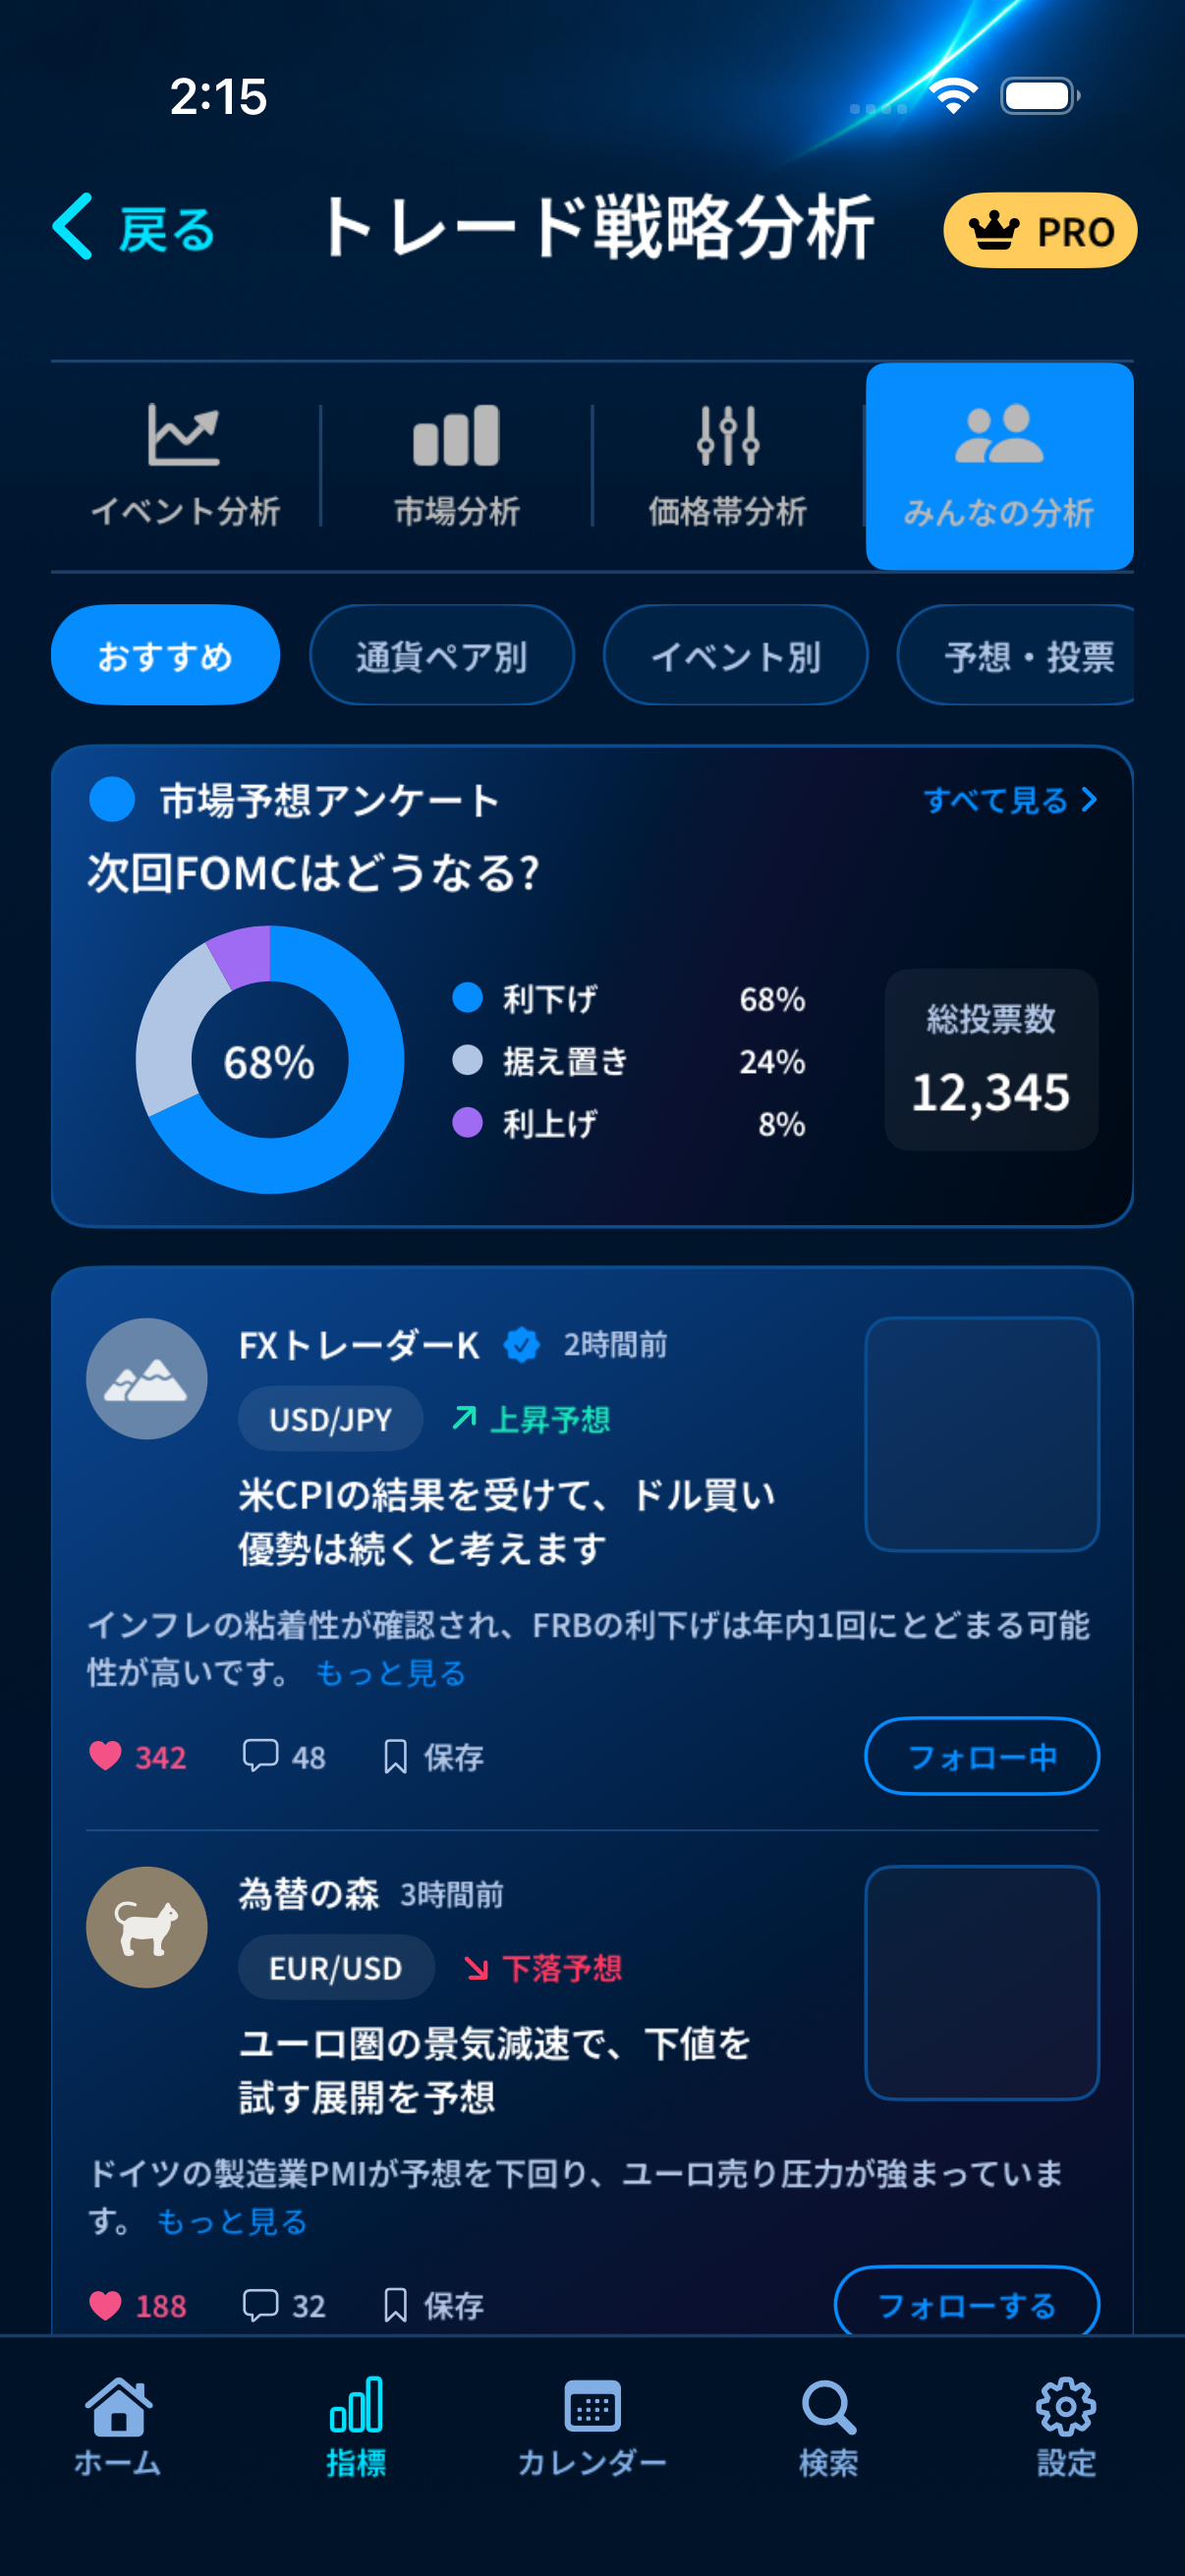 2:15
戻る
トレード戦略分析
PRO
イベント分析
市場分析
価格帯分析
みんなの分析
おすすめ
通貨ペア別
イベント別
予想・投票
市場予想アンケート
すべて見る
次回FOMCはどうなる?
68%
利下げ 68%
据え置き 24%
利上げ 8%
総投票数
12,345
FXトレーダーK 2時間前
USD/JPY 上昇予想
米CPIの結果を受けて、ドル買い
優勢は続くと考えます
インフレの粘着性が確認され、FRBの利下げは年内1回にとどまる可能
性が高いです。 もっと見る
342 48 保存 フォロー中
為替の森 3時間前
EUR/USD 下落予想
ユーロ圏の景気減速で、下値を
試す展開を予想
ドイツの製造業PMIが予想を下回り、ユーロ売り圧力が強まっていま
す。 もっと見る
188 32 保存 フォローする
ホーム
指標
カレンダー
検索
設定